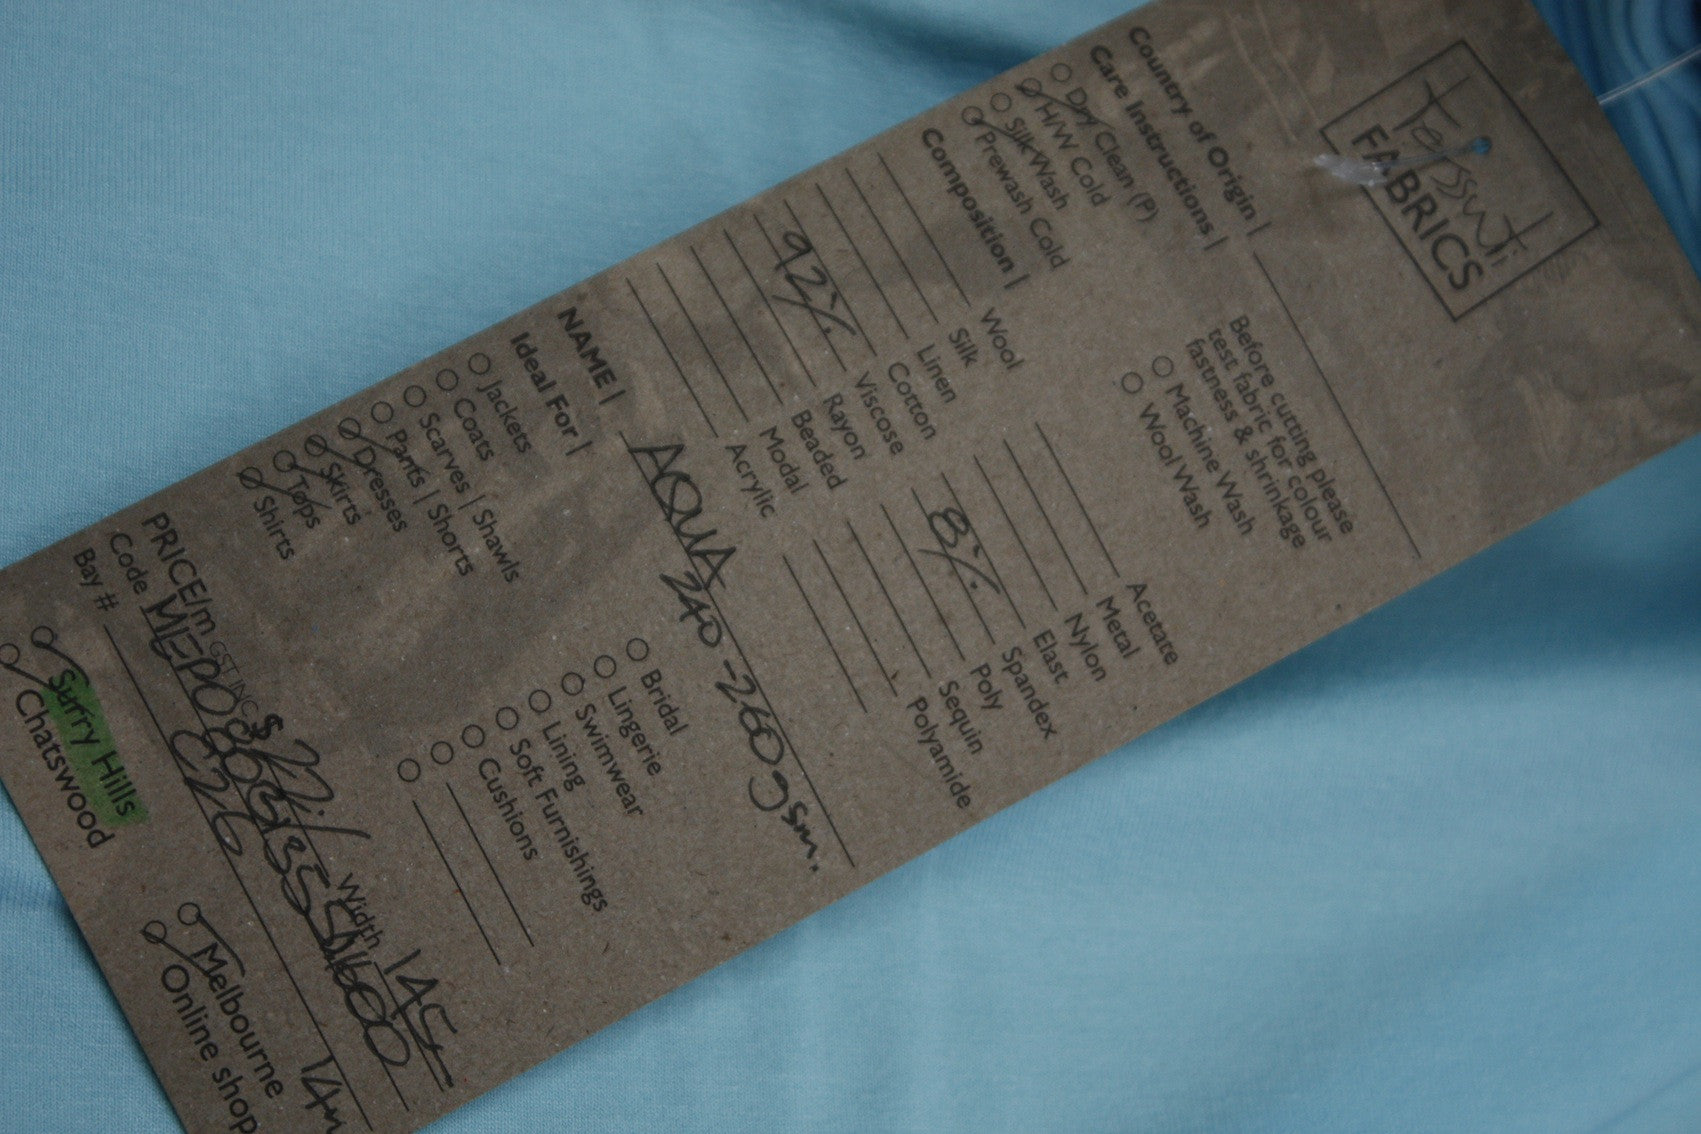 Tessuti
FABRICS
Country of Origin |
Care Instructions |
Dry Clean (P)
H/W Cold
Silk Wash
Prewash Cold
Before cutting please
test fabric for colour
fastness & shrinkage
Machine Wash
Wool Wash
Composition |
Wool
Silk
Linen
92% Cotton
Viscose
Rayon
Beaded
Modal
Acrylic
Acetate
Metal
Nylon
Elast
8% Spandex
Poly
Sequin
Polyamide
NAME | AQUA 240-260gsm.
Ideal For |
Jackets
Coats
Scarves | Shawls
Pants | Shorts
Dresses
Skirts
Tops
Shirts
Bridal
Lingerie
Swimwear
Lining
Soft Furnishings
Cushions
PRICE/m GST INC $ Width 145
Code
Bay # C26 14m
Surry Hills
Chatswood
Melbourne
Online shop